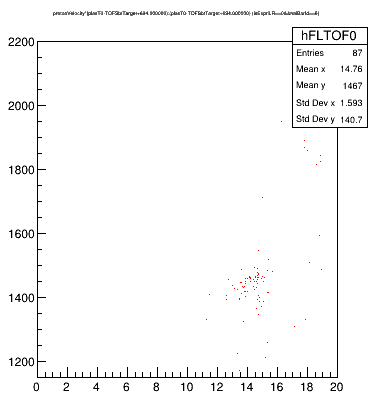 hFLTOF0
Entries 87
Mean x 14.76
Mean y 1467
Std Dev x 1.593
Std Dev y 140.7
2200
2000
1800
1600
1400
1200
0 2 4 6 8 10 12 14 16 18 20